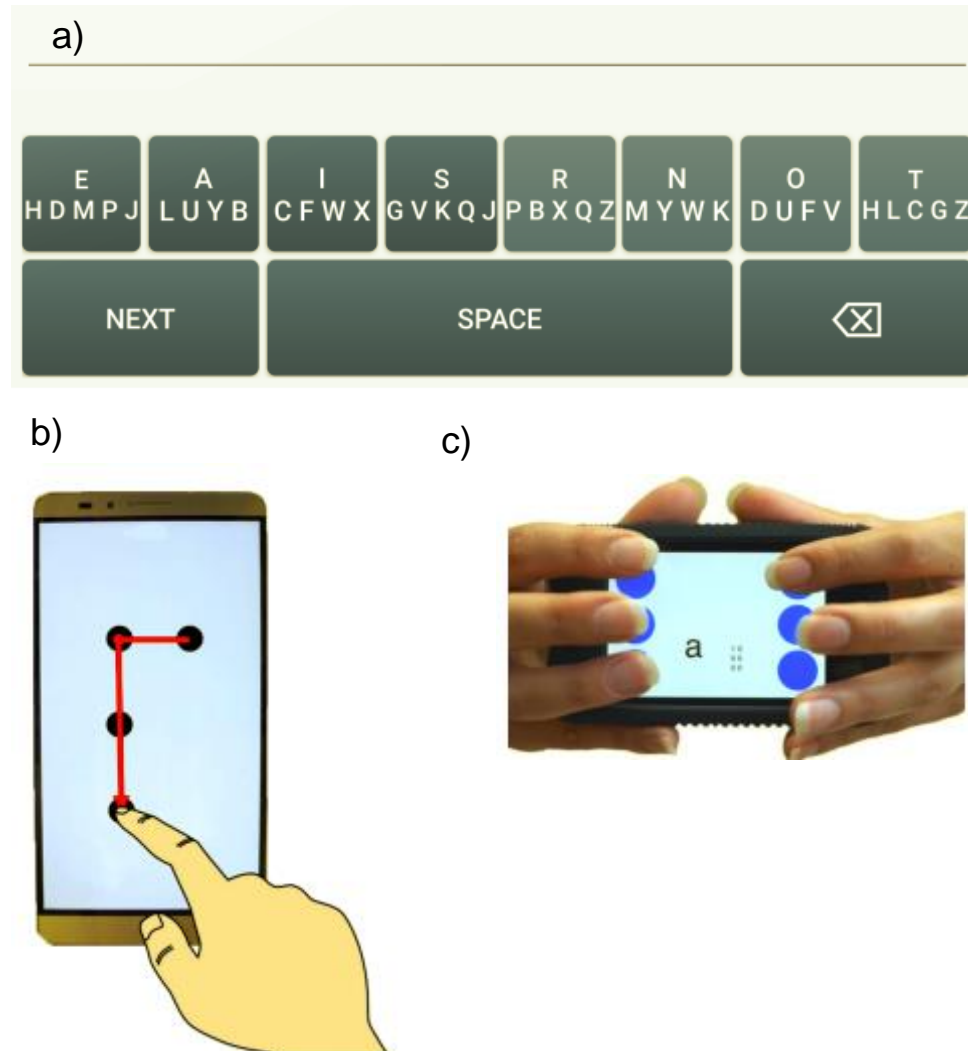 a)
E A I S R N O T
HDMPJ LUYB CFWX GVKQJ PBXQZ MYWK DUFV HLCGZ
NEXT SPACE
b) c)
a